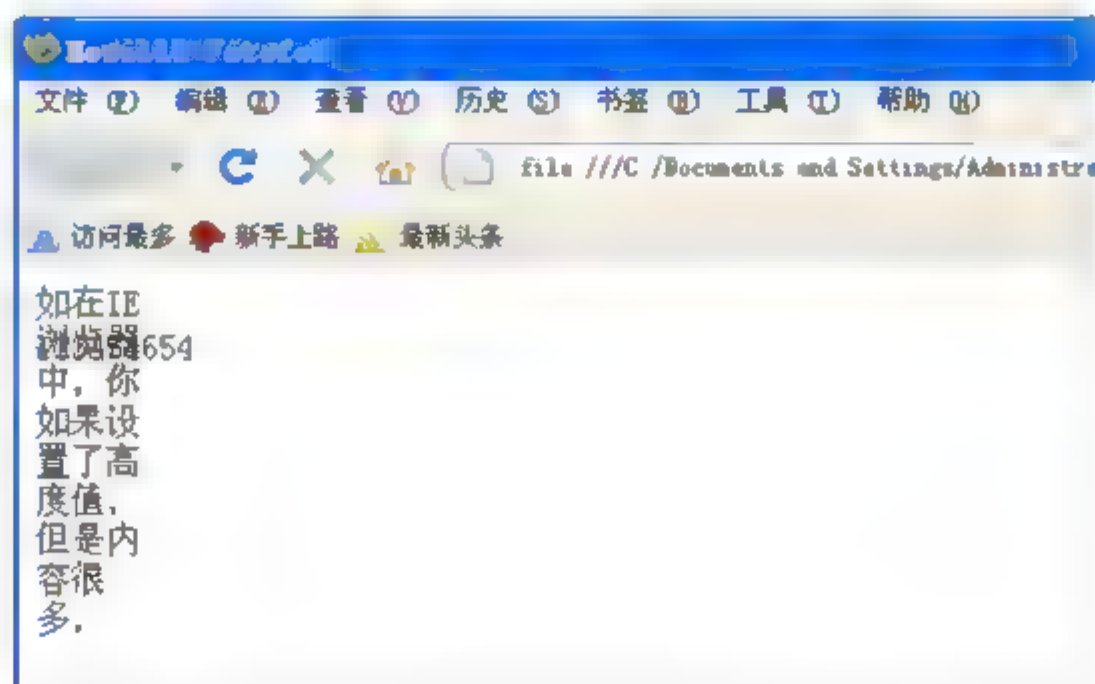 文件 (F) 编辑 (E) 查看 (V) 历史 (S) 书签 (B) 工具 (T) 帮助 (H)
file ///C /Documents and Settings/Administra
访问最多 新手上路 最新头条
如在IE
浏览器
654
中，你
如果设
置了高
度值，
但是内
容很
多，